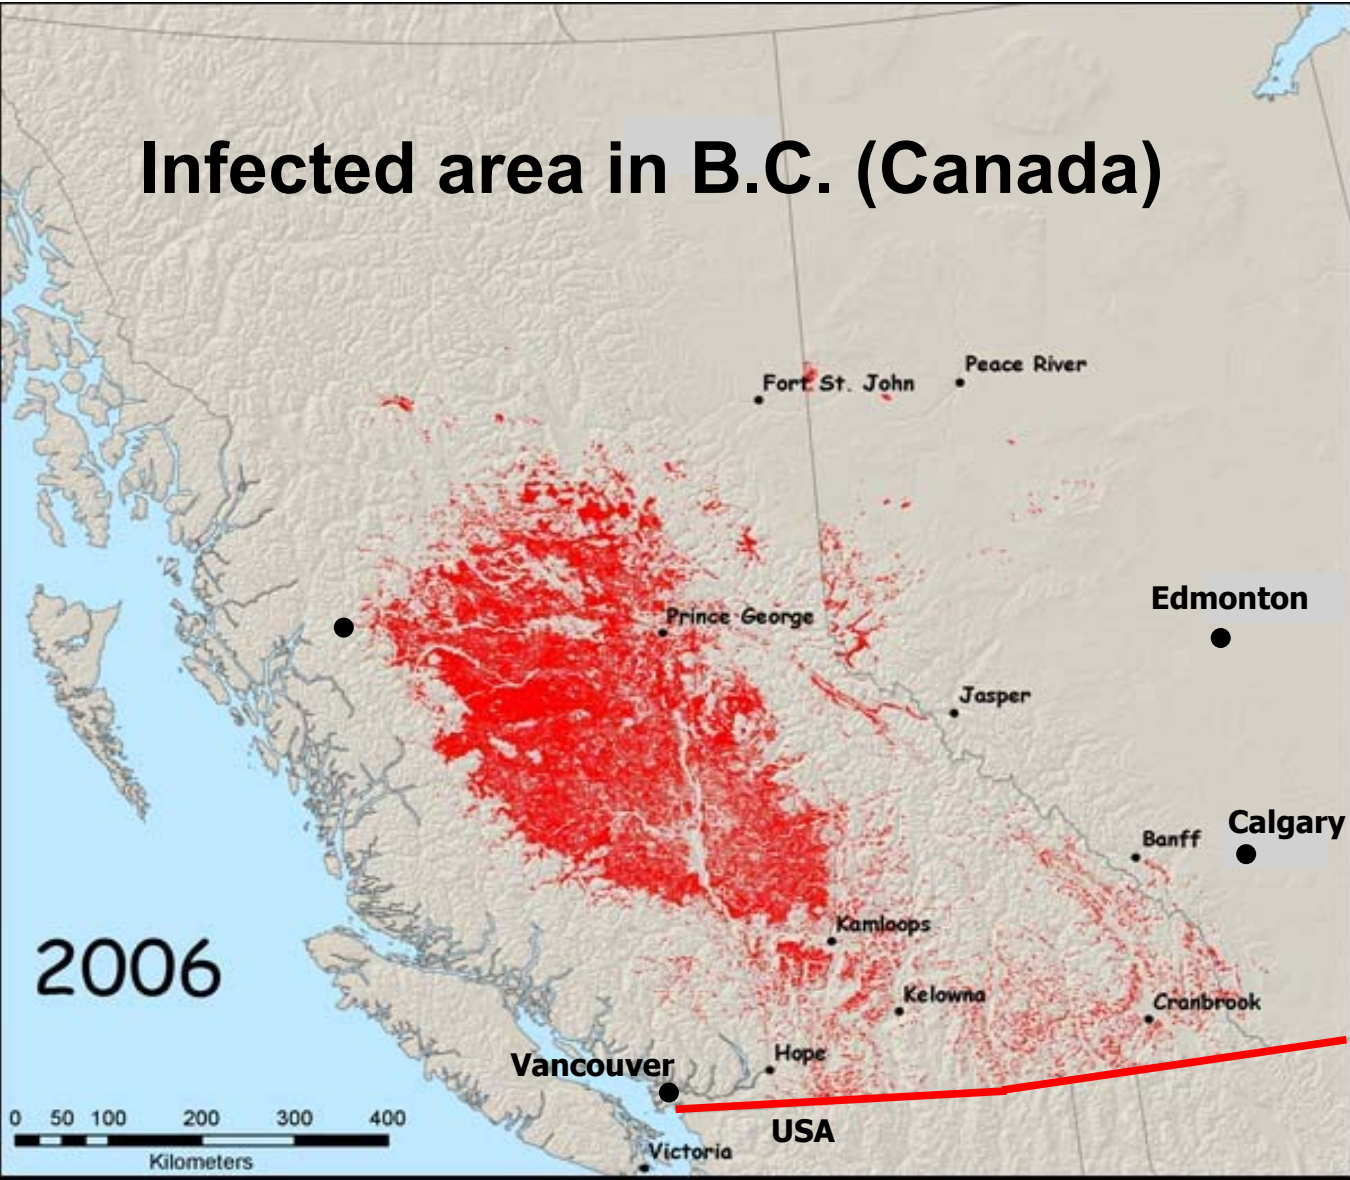 Infected area in B.C. (Canada)
Peace River
Fort St. John
Edmonton
Prince George
Jasper
Calgary
Banff
Kamloops
2006
Kelowna
Cranbrook
Hope
Vancouver
USA
Victoria
0 50 100 200 300 400
Kilometers